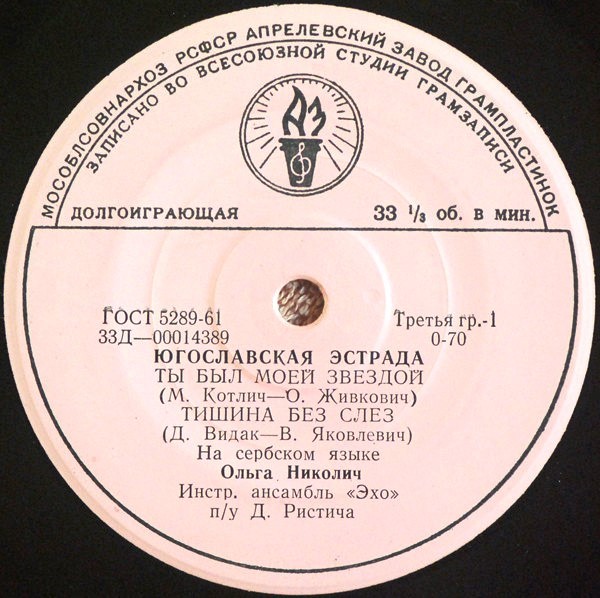 МОСОБЛСОВНАРХОЗ РСФСР АПРЕЛЕВСКИЙ ЗАВОД ГРАМПЛАСТИНОК
ЗАПИСАНО ВО ВСЕСОЮЗНОЙ СТУДИИ ГРАМЗАПИСИ
АЗ
ДОЛГОИГРАЮЩАЯ 33 1/3 об. в мин.
ГОСТ 5289-61 Третья гр.-1
33Д—00014389 0-70
ЮГОСЛАВСКАЯ ЭСТРАДА
ТЫ БЫЛ МОЕЙ ЗВЕЗДОЙ
(М. Котлич—О. Живкович)
ТИШИНА БЕЗ СЛЕЗ
(Д. Видак—В. Яковлевич)
На сербском языке
Ольга Николич
Инстр. ансамбль «Эхо»
п/у Д. Ристича